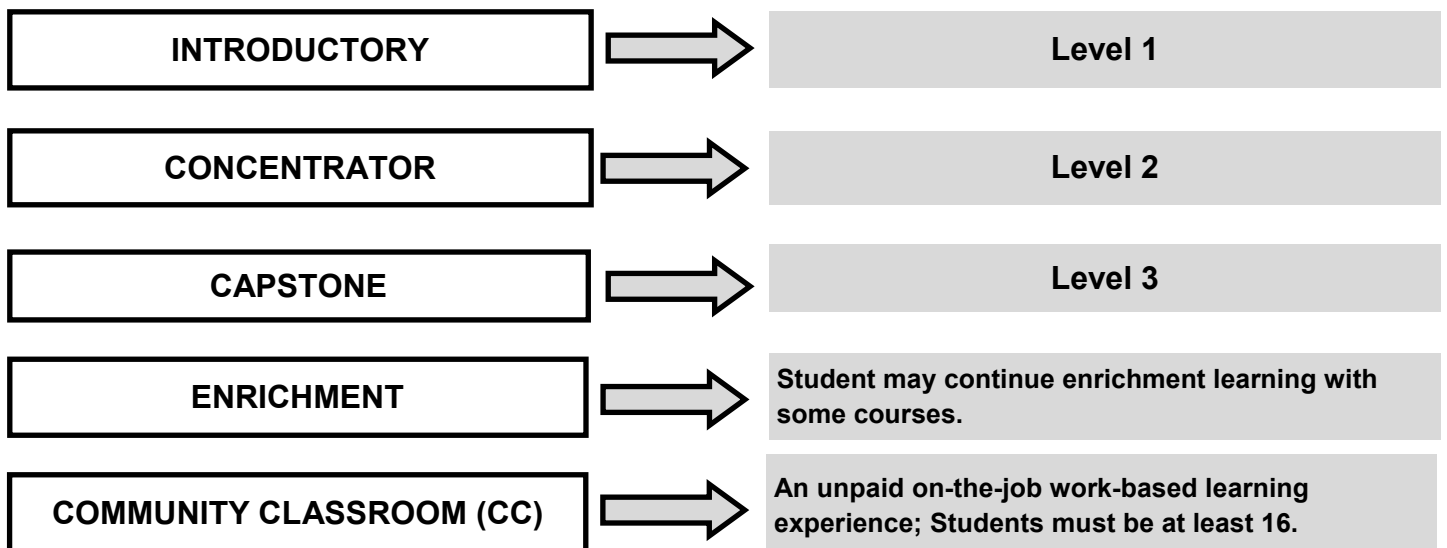 INTRODUCTORY
Level 1
CONCENTRATOR
Level 2
CAPSTONE
Level 3
ENRICHMENT
Student may continue enrichment learning with
some courses.
COMMUNITY CLASSROOM (CC)
An unpaid on-the-job work-based learning
experience; Students must be at least 16.